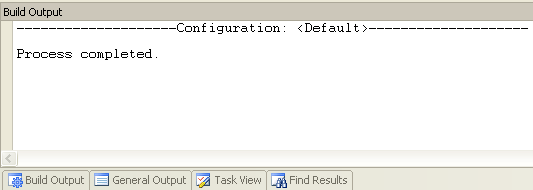 Build Output
--------------------Configuration: <Default>--------------------
Process completed.
Build Output General Output Task View Find Results